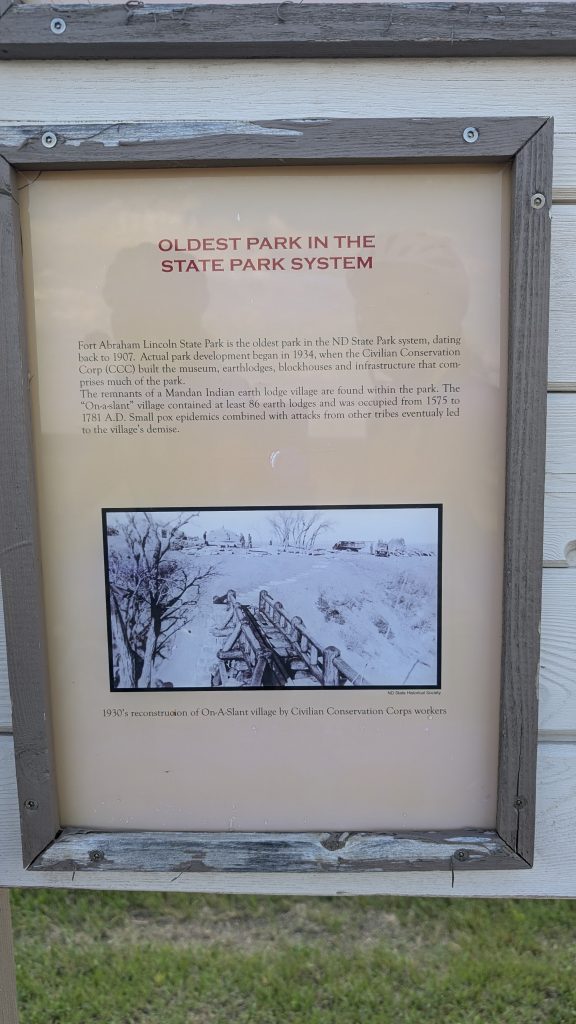 OLDEST PARK IN THE
STATE PARK SYSTEM
Fort Abraham Lincoln State Park is the oldest park in the ND State Park system, dating
back to 1907. Actual park development began in 1934, when the Civilian Conservation
Corp (CCC) built the museum, earthlodges, blockhouses and infrastructure that com-
prises much of the park.
The remnants of a Mandan Indian earth lodge village are found within the park. The
"On-a-slant" village contained at least 86 earth lodges and was occupied from 1575 to
1781 A.D. Small pox epidemics combined with attacks from other tribes eventualy led
to the village's demise.
ND State Historical Society
1930's reconstrucion of On-A-Slant village by Civilian Conservation Corps workers